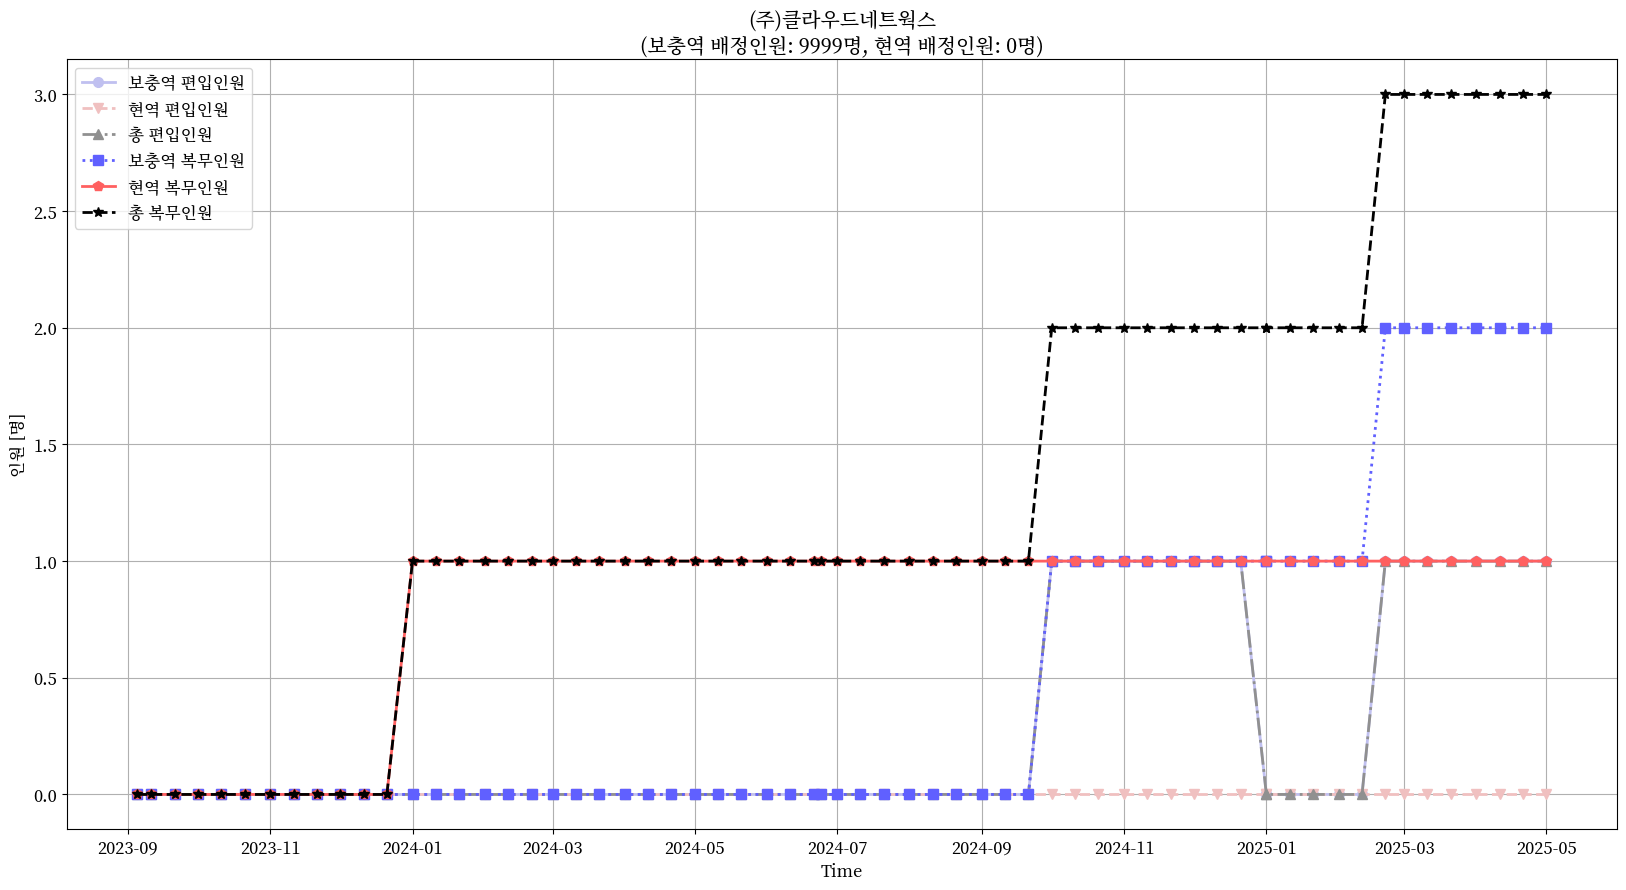 (주)클라우드네트웍스
(보충역 배정인원: 9999명, 현역 배정인원: 0명)
보충역 편입인원
현역 편입인원
총 편입인원
보충역 복무인원
현역 복무인원
총 복무인원
3.0
2.5
2.0
1.5
1.0
0.5
0.0
인원 [명]
2023-09
2023-11
2024-01
2024-03
2024-05
2024-07
2024-09
2024-11
2025-01
2025-03
2025-05
Time